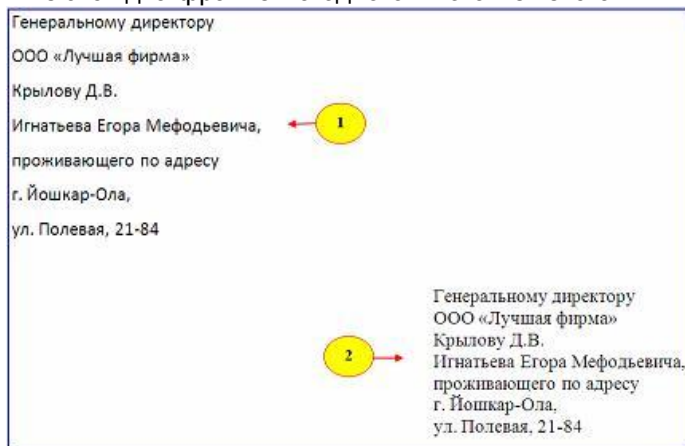 Генеральному директору
ООО «Лучшая фирма»
Крылову Д.В.
Игнатьева Егора Мефодьевича,
1
проживающего по адресу
г. Йошкар-Ола,
ул. Полевая, 21-84
Генеральному директору
ООО «Лучшая фирма»
Крылову Д.В.
2
Игнатьева Егора Мефодьевича,
проживающего по адресу
г. Йошкар-Ола,
ул. Полевая, 21-84